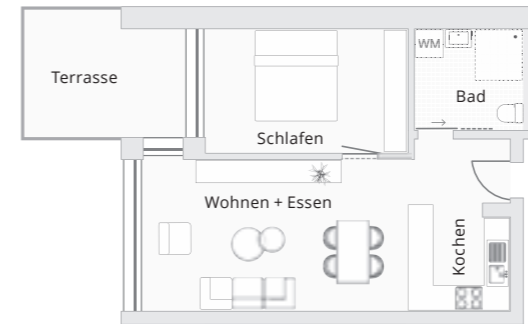 WM
Terrasse
Bad
Schlafen
Wohnen + Essen
Kochen